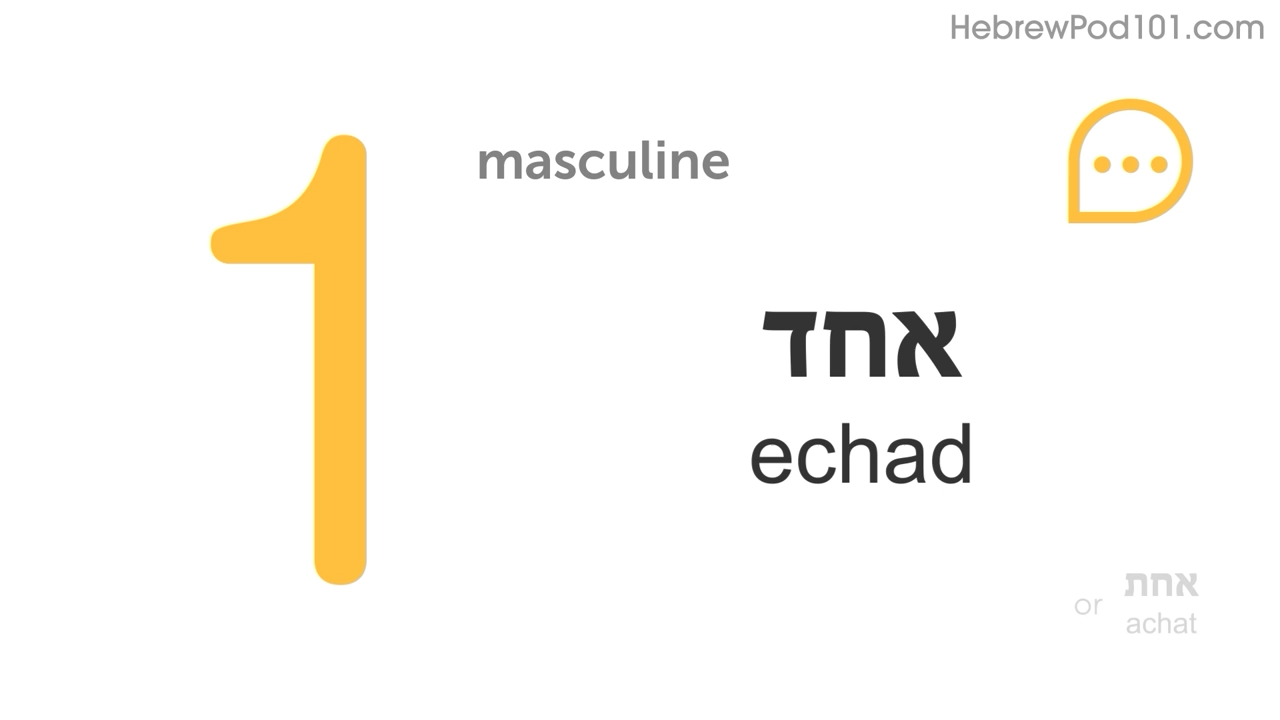 HebrewPod101.com
1
masculine
אחד
echad
or
אחת
achat